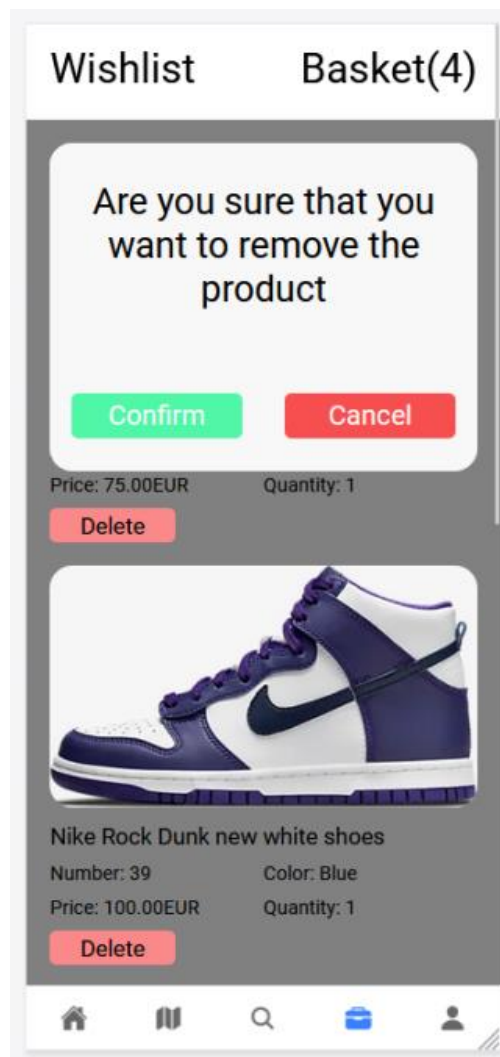 Wishlist Basket(4)
Are you sure that you
want to remove the
product
Confirm Cancel
Price: 75.00EUR Quantity: 1
Delete
Nike Rock Dunk new white shoes
Number: 39 Color: Blue
Price: 100.00EUR Quantity: 1
Delete